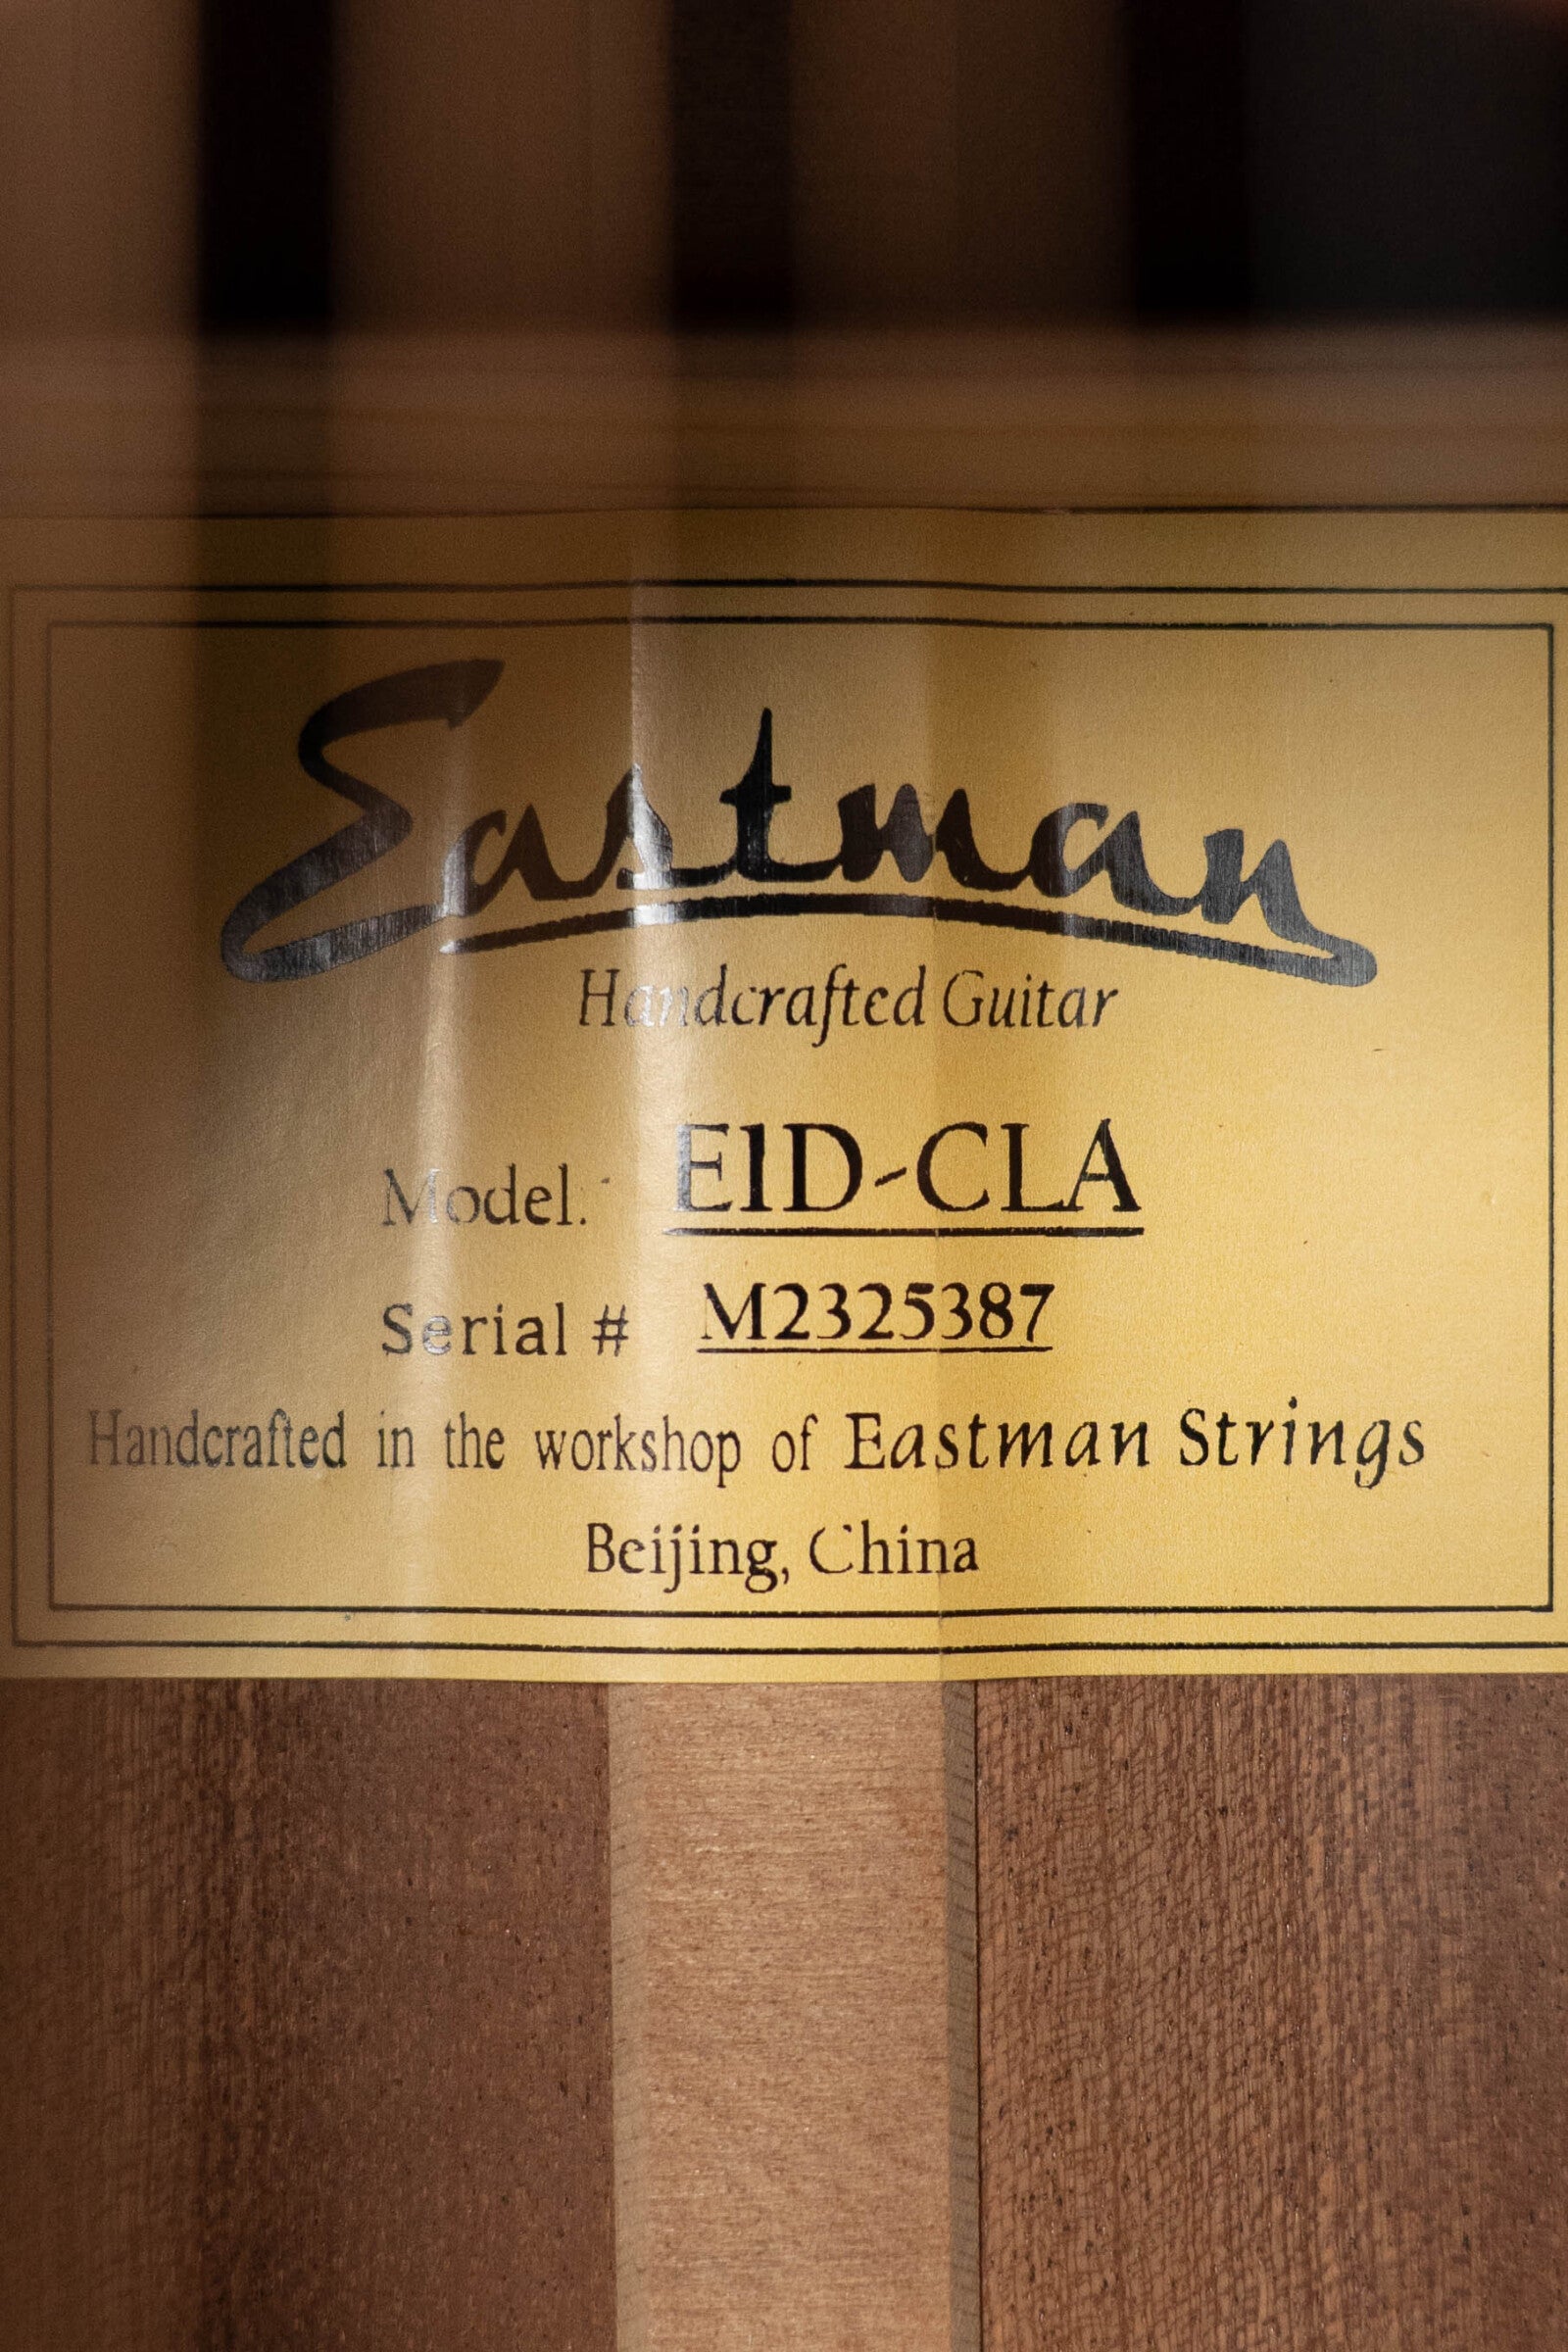 Eastman
Handcrafted Guitar
Model: E1D-CLA
Serial # M2325387
Handcrafted in the workshop of Eastman Strings
Beijing, China